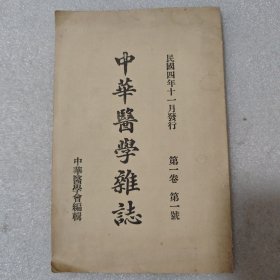 民國四年十一月發行
第一卷 第一號
中華醫學雜誌
中華醫學會編輯